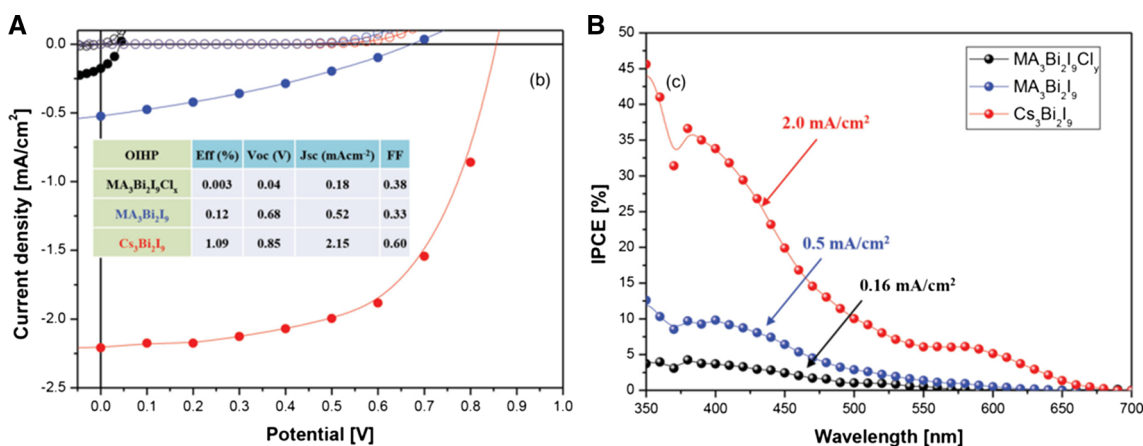 A
(b)
Current density [mA/cm²]
0.0
-0.5
-1.0
-1.5
-2.0
-2.5
OIHP Eff (%) Voc (V) Jsc (mAcm⁻²) FF
MA₃Bi₂I₉Clₓ 0.003 0.04 0.18 0.38
MA₃Bi₂I₉ 0.12 0.68 0.52 0.33
Cs₃Bi₂I₉ 1.09 0.85 2.15 0.60
0.0 0.1 0.2 0.3 0.4 0.5 0.6 0.7 0.8 0.9 1.0
Potential [V]
B
(c)
MA₃Bi₂I₉Clᵧ
MA₃Bi₂I₉
Cs₃Bi₂I₉
2.0 mA/cm²
0.5 mA/cm²
0.16 mA/cm²
IPCE [%]
50
45
40
35
30
25
20
15
10
5
0
350 400 450 500 550 600 650 700
Wavelength [nm]